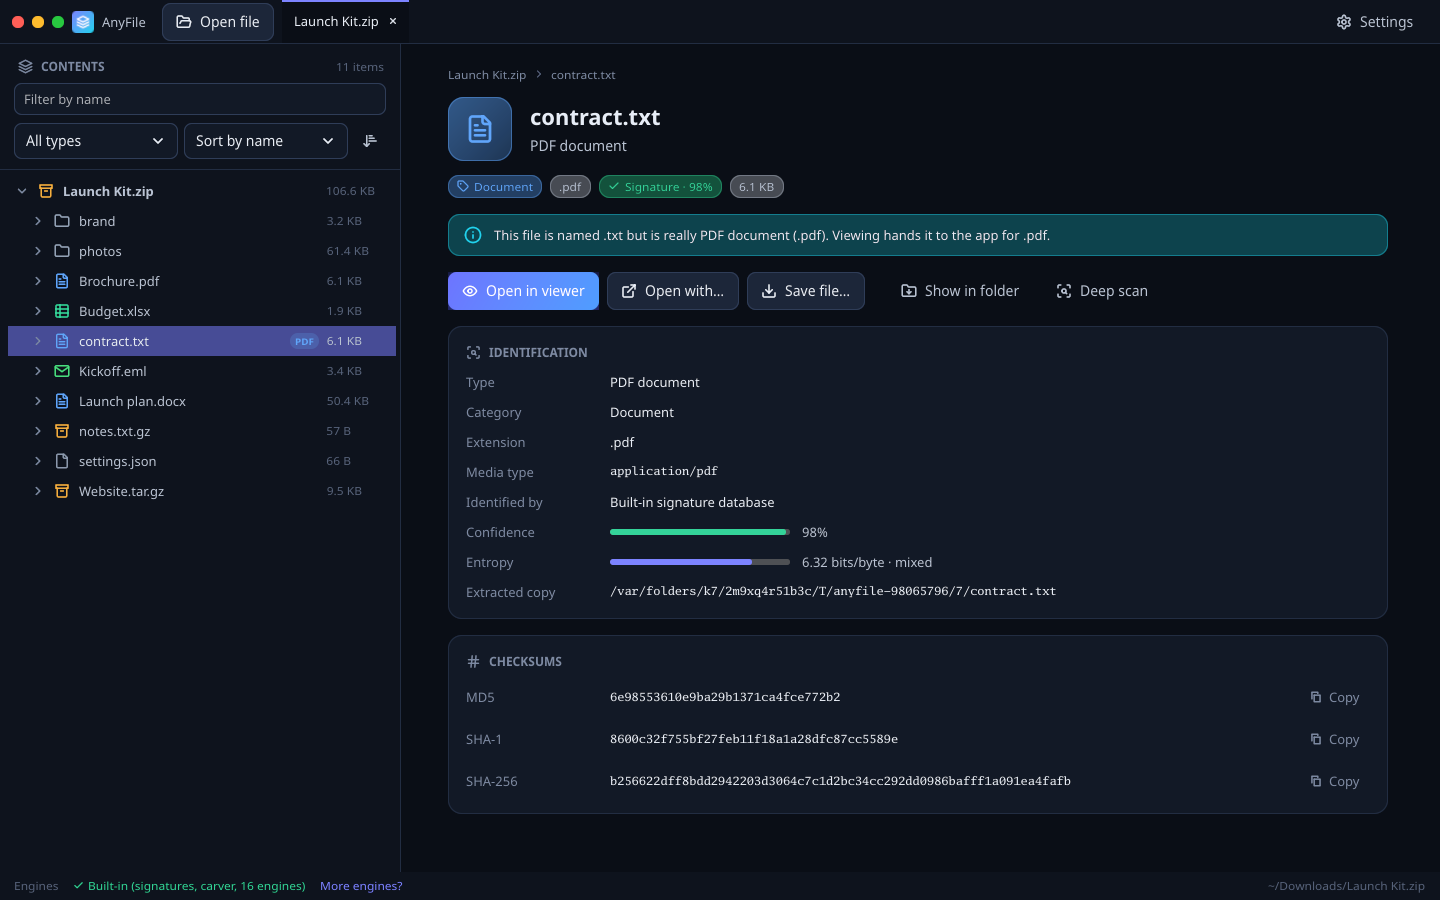 AnyFile
Open file
Launch Kit.zip ×
Settings
CONTENTS
11 items
Filter by name
All types
Sort by name
Launch Kit.zip 106.6 KB
brand 3.2 KB
photos 61.4 KB
Brochure.pdf 6.1 KB
Budget.xlsx 1.9 KB
contract.txt PDF 6.1 KB
Kickoff.eml 3.4 KB
Launch plan.docx 50.4 KB
notes.txt.gz 57 B
settings.json 66 B
Website.tar.gz 9.5 KB
Launch Kit.zip > contract.txt
contract.txt
PDF document
Document
.pdf
Signature · 98%
6.1 KB
This file is named .txt but is really PDF document (.pdf). Viewing hands it to the app for .pdf.
Open in viewer
Open with...
Save file...
Show in folder
Deep scan
IDENTIFICATION
Type PDF document
Category Document
Extension .pdf
Media type application/pdf
Identified by Built-in signature database
Confidence 98%
Entropy 6.32 bits/byte · mixed
Extracted copy /var/folders/k7/2m9xq4r51b3c/T/anyfile-98065796/7/contract.txt
# CHECKSUMS
MD5 6e98553610e9ba29b1371ca4fce772b2 Copy
SHA-1 8600c32f755bf27feb11f18a1a28dfc87cc5589e Copy
SHA-256 b256622dff8bdd2942203d3064c7c1d2bc34cc292dd0986bafff1a091ea4fafb Copy
Engines
Built-in (signatures, carver, 16 engines)
More engines?
~/Downloads/Launch Kit.zip